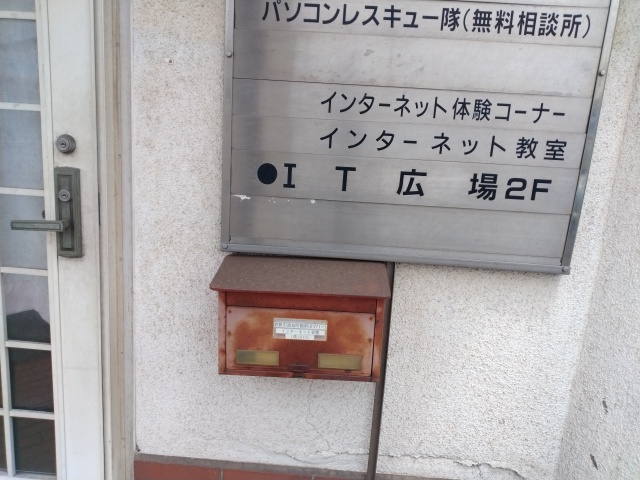 パソコンレスキュー隊(無料相談所)
インターネット体験コーナー
インターネット教室
●IT広場2F